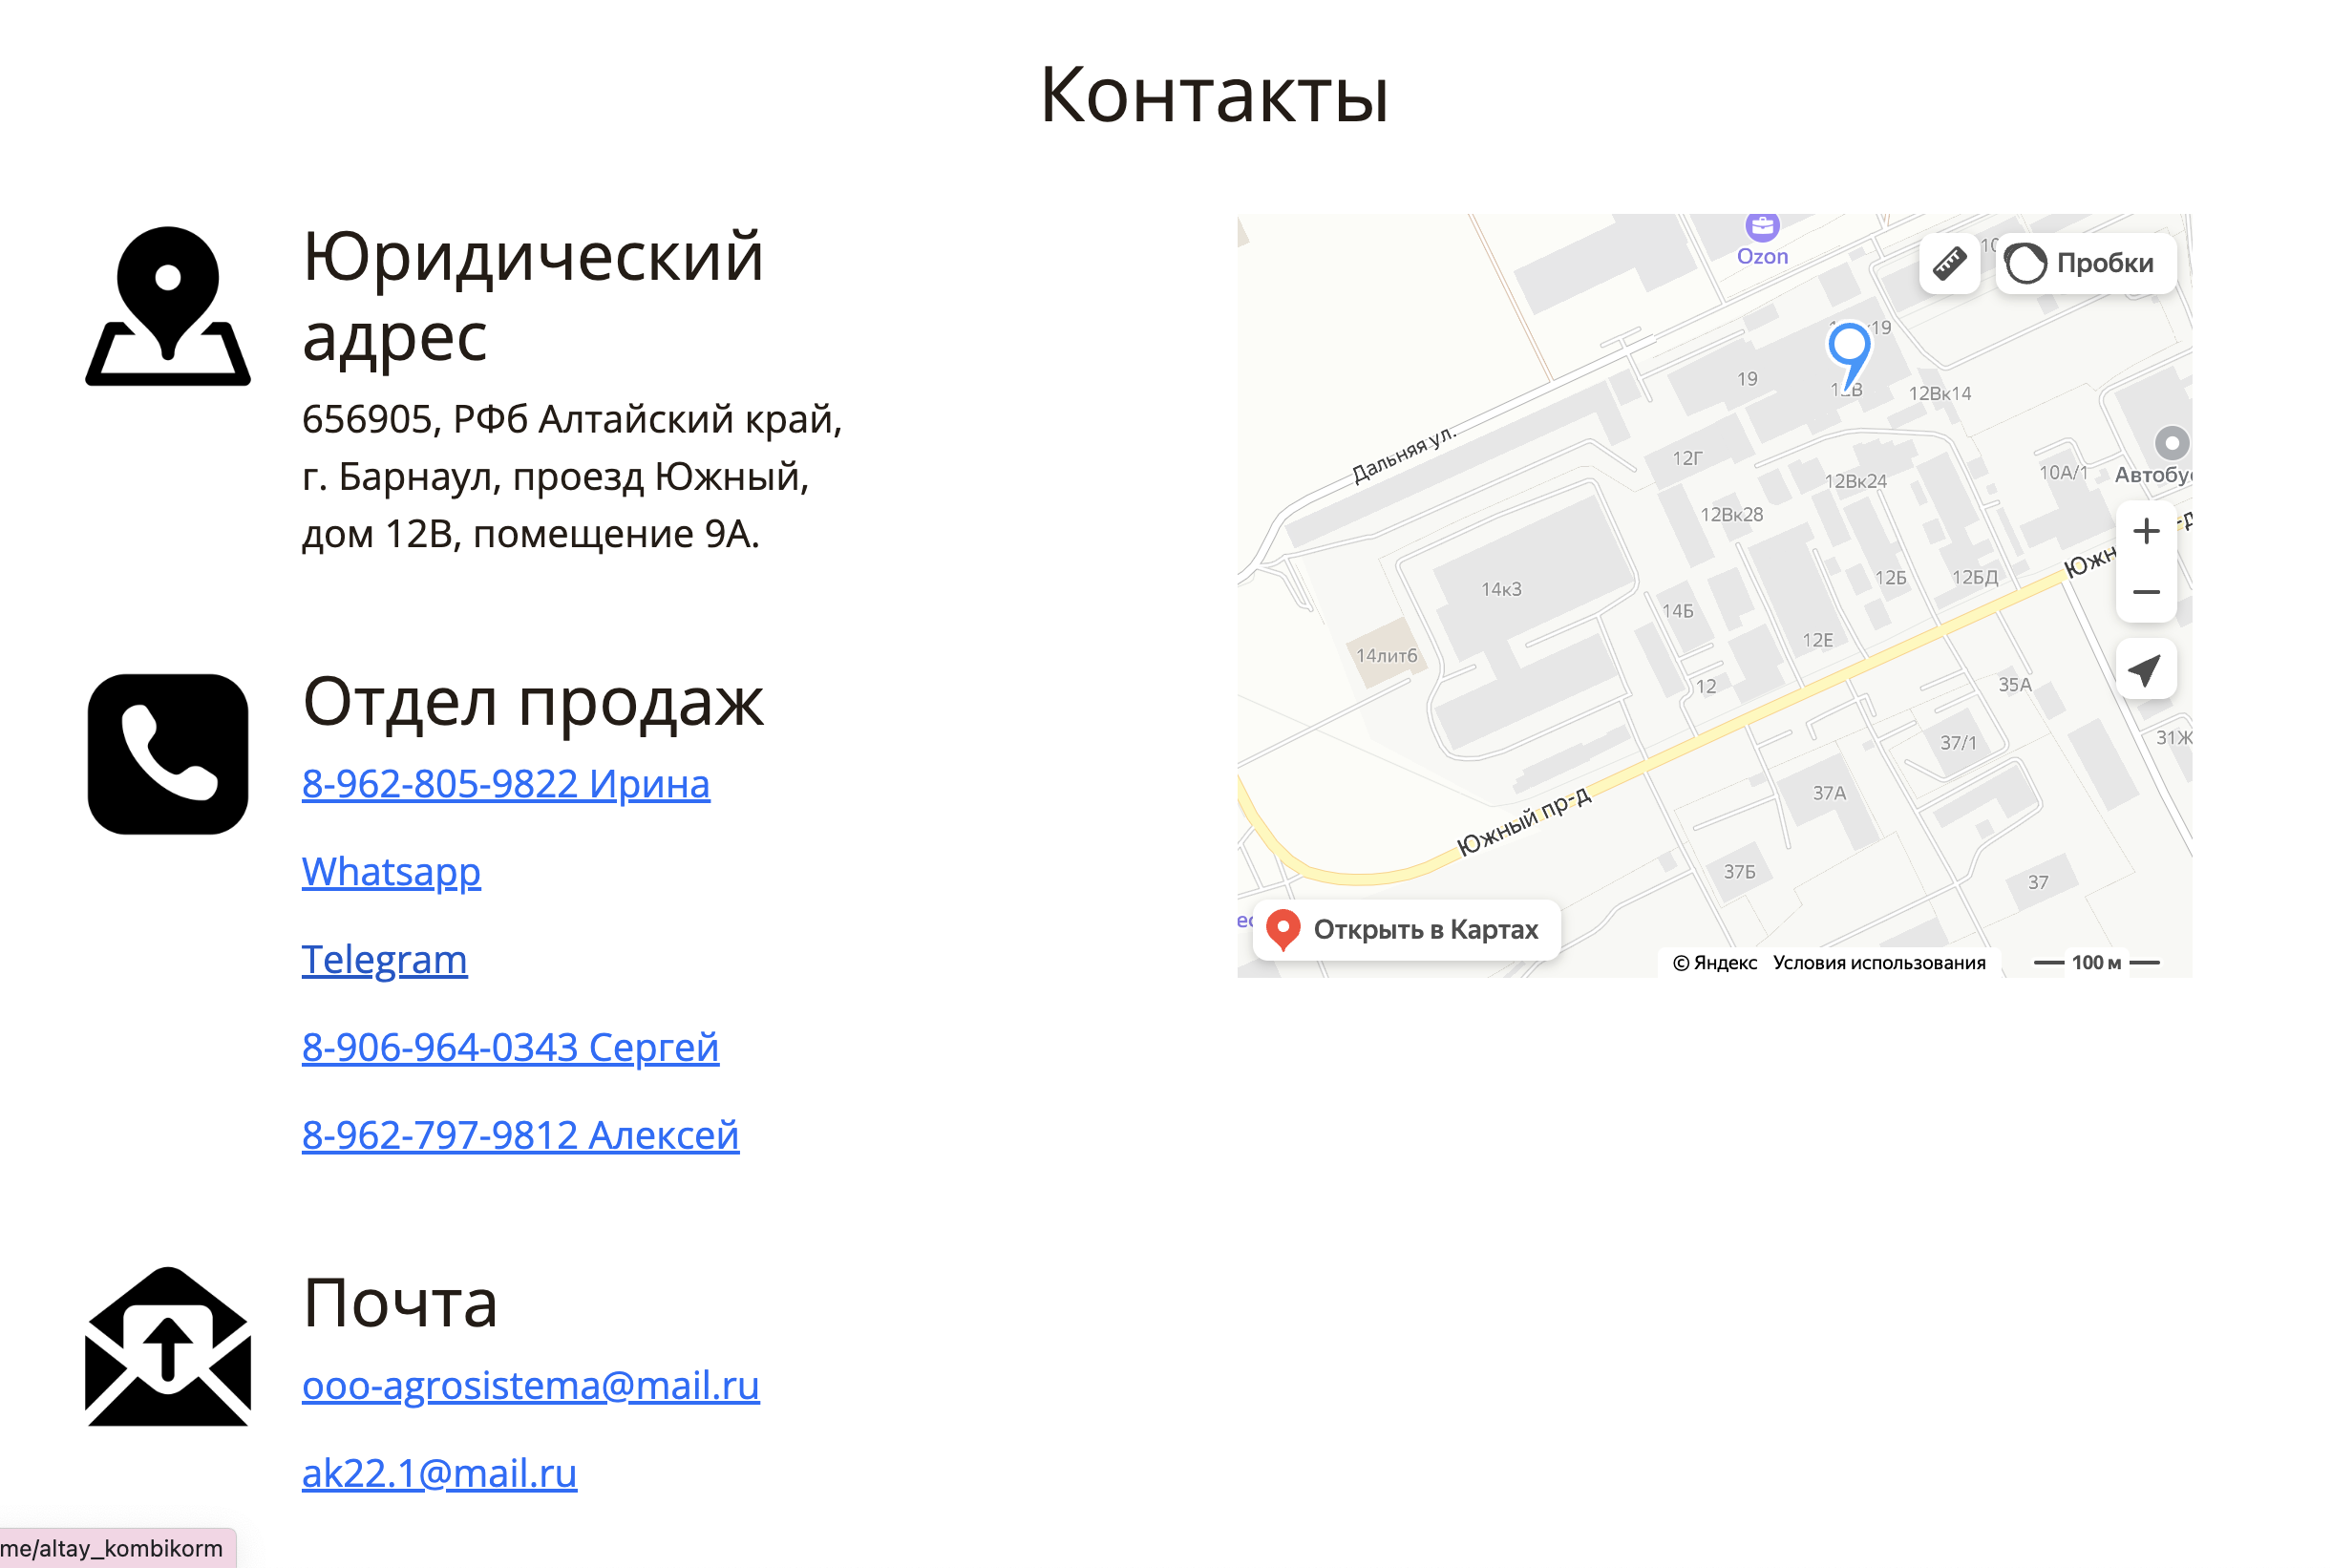 Контакты
Юридический
адрес
656905, РФб Алтайский край,
г. Барнаул, проезд Южный,
дом 12В, помещение 9А.
Отдел продаж
8-962-805-9822 Ирина
Whatsapp
Telegram
8-906-964-0343 Сергей
8-962-797-9812 Алексей
Почта
ooo-agrosistema@mail.ru
ak22.1@mail.ru
me/altay_kombikorm
Ozon
Пробки
19
12Вк14
Дальняя ул.
12Г
12Вк24
10А/1
Автобус
12Вк28
14к3
12Б
12БД
14Б
12Е
14лит6
12
35А
37/1
31Ж
37А
Южный пр-д
37Б
37
Открыть в Картах
© Яндекс Условия использования
100 м